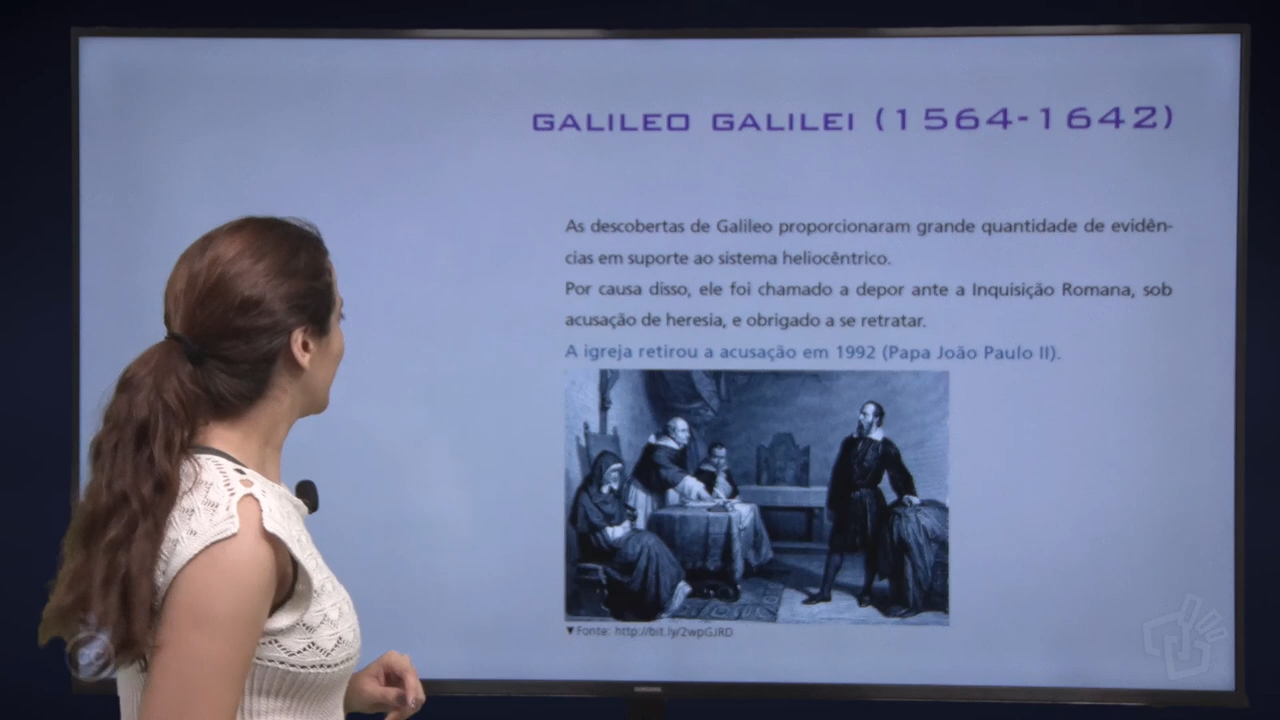 GALILEO GALILEI (1564-1642)
As descobertas de Galileo proporcionaram grande quantidade de evidên-
cias em suporte ao sistema heliocêntrico.
Por causa disso, ele foi chamado a depor ante a Inquisição Romana, sob
acusação de heresia, e obrigado a se retratar.
A igreja retirou a acusação em 1992 (Papa João Paulo II).
▼Fonte: http://bit.ly/2wpGJRD
SAMSUNG